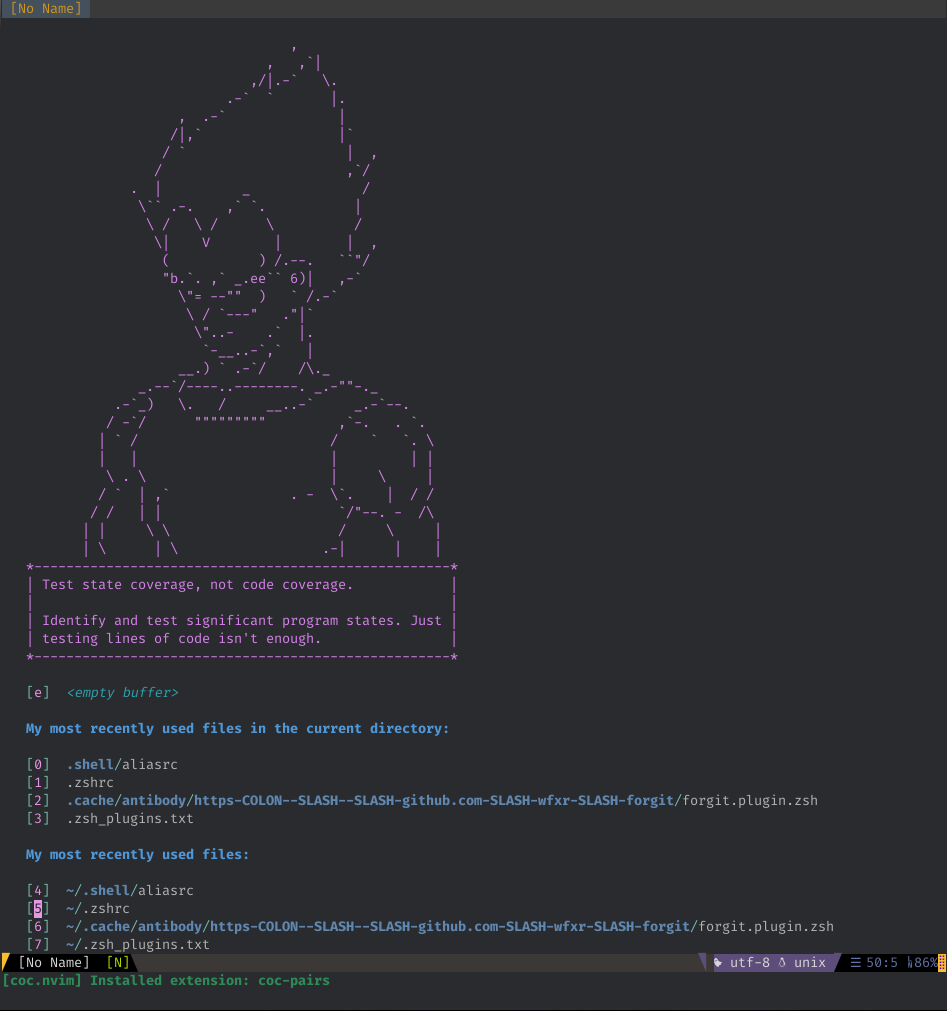 [No Name]
Test state coverage, not code coverage.
Identify and test significant program states. Just
testing lines of code isn't enough.
[e] <empty buffer>
My most recently used files in the current directory:
[0] .shell/aliasrc
[1] .zshrc
[2] .cache/antibody/https-COLON--SLASH--SLASH-github.com-SLASH-wfxr-SLASH-forgit/forgit.plugin.zsh
[3] .zsh_plugins.txt
My most recently used files:
[4] ~/.shell/aliasrc
[5] ~/.zshrc
[6] ~/.cache/antibody/https-COLON--SLASH--SLASH-github.com-SLASH-wfxr-SLASH-forgit/forgit.plugin.zsh
[7] ~/.zsh_plugins.txt
[No Name] [N] utf-8 unix ☰ 50:5 86%
[coc.nvim] Installed extension: coc-pairs